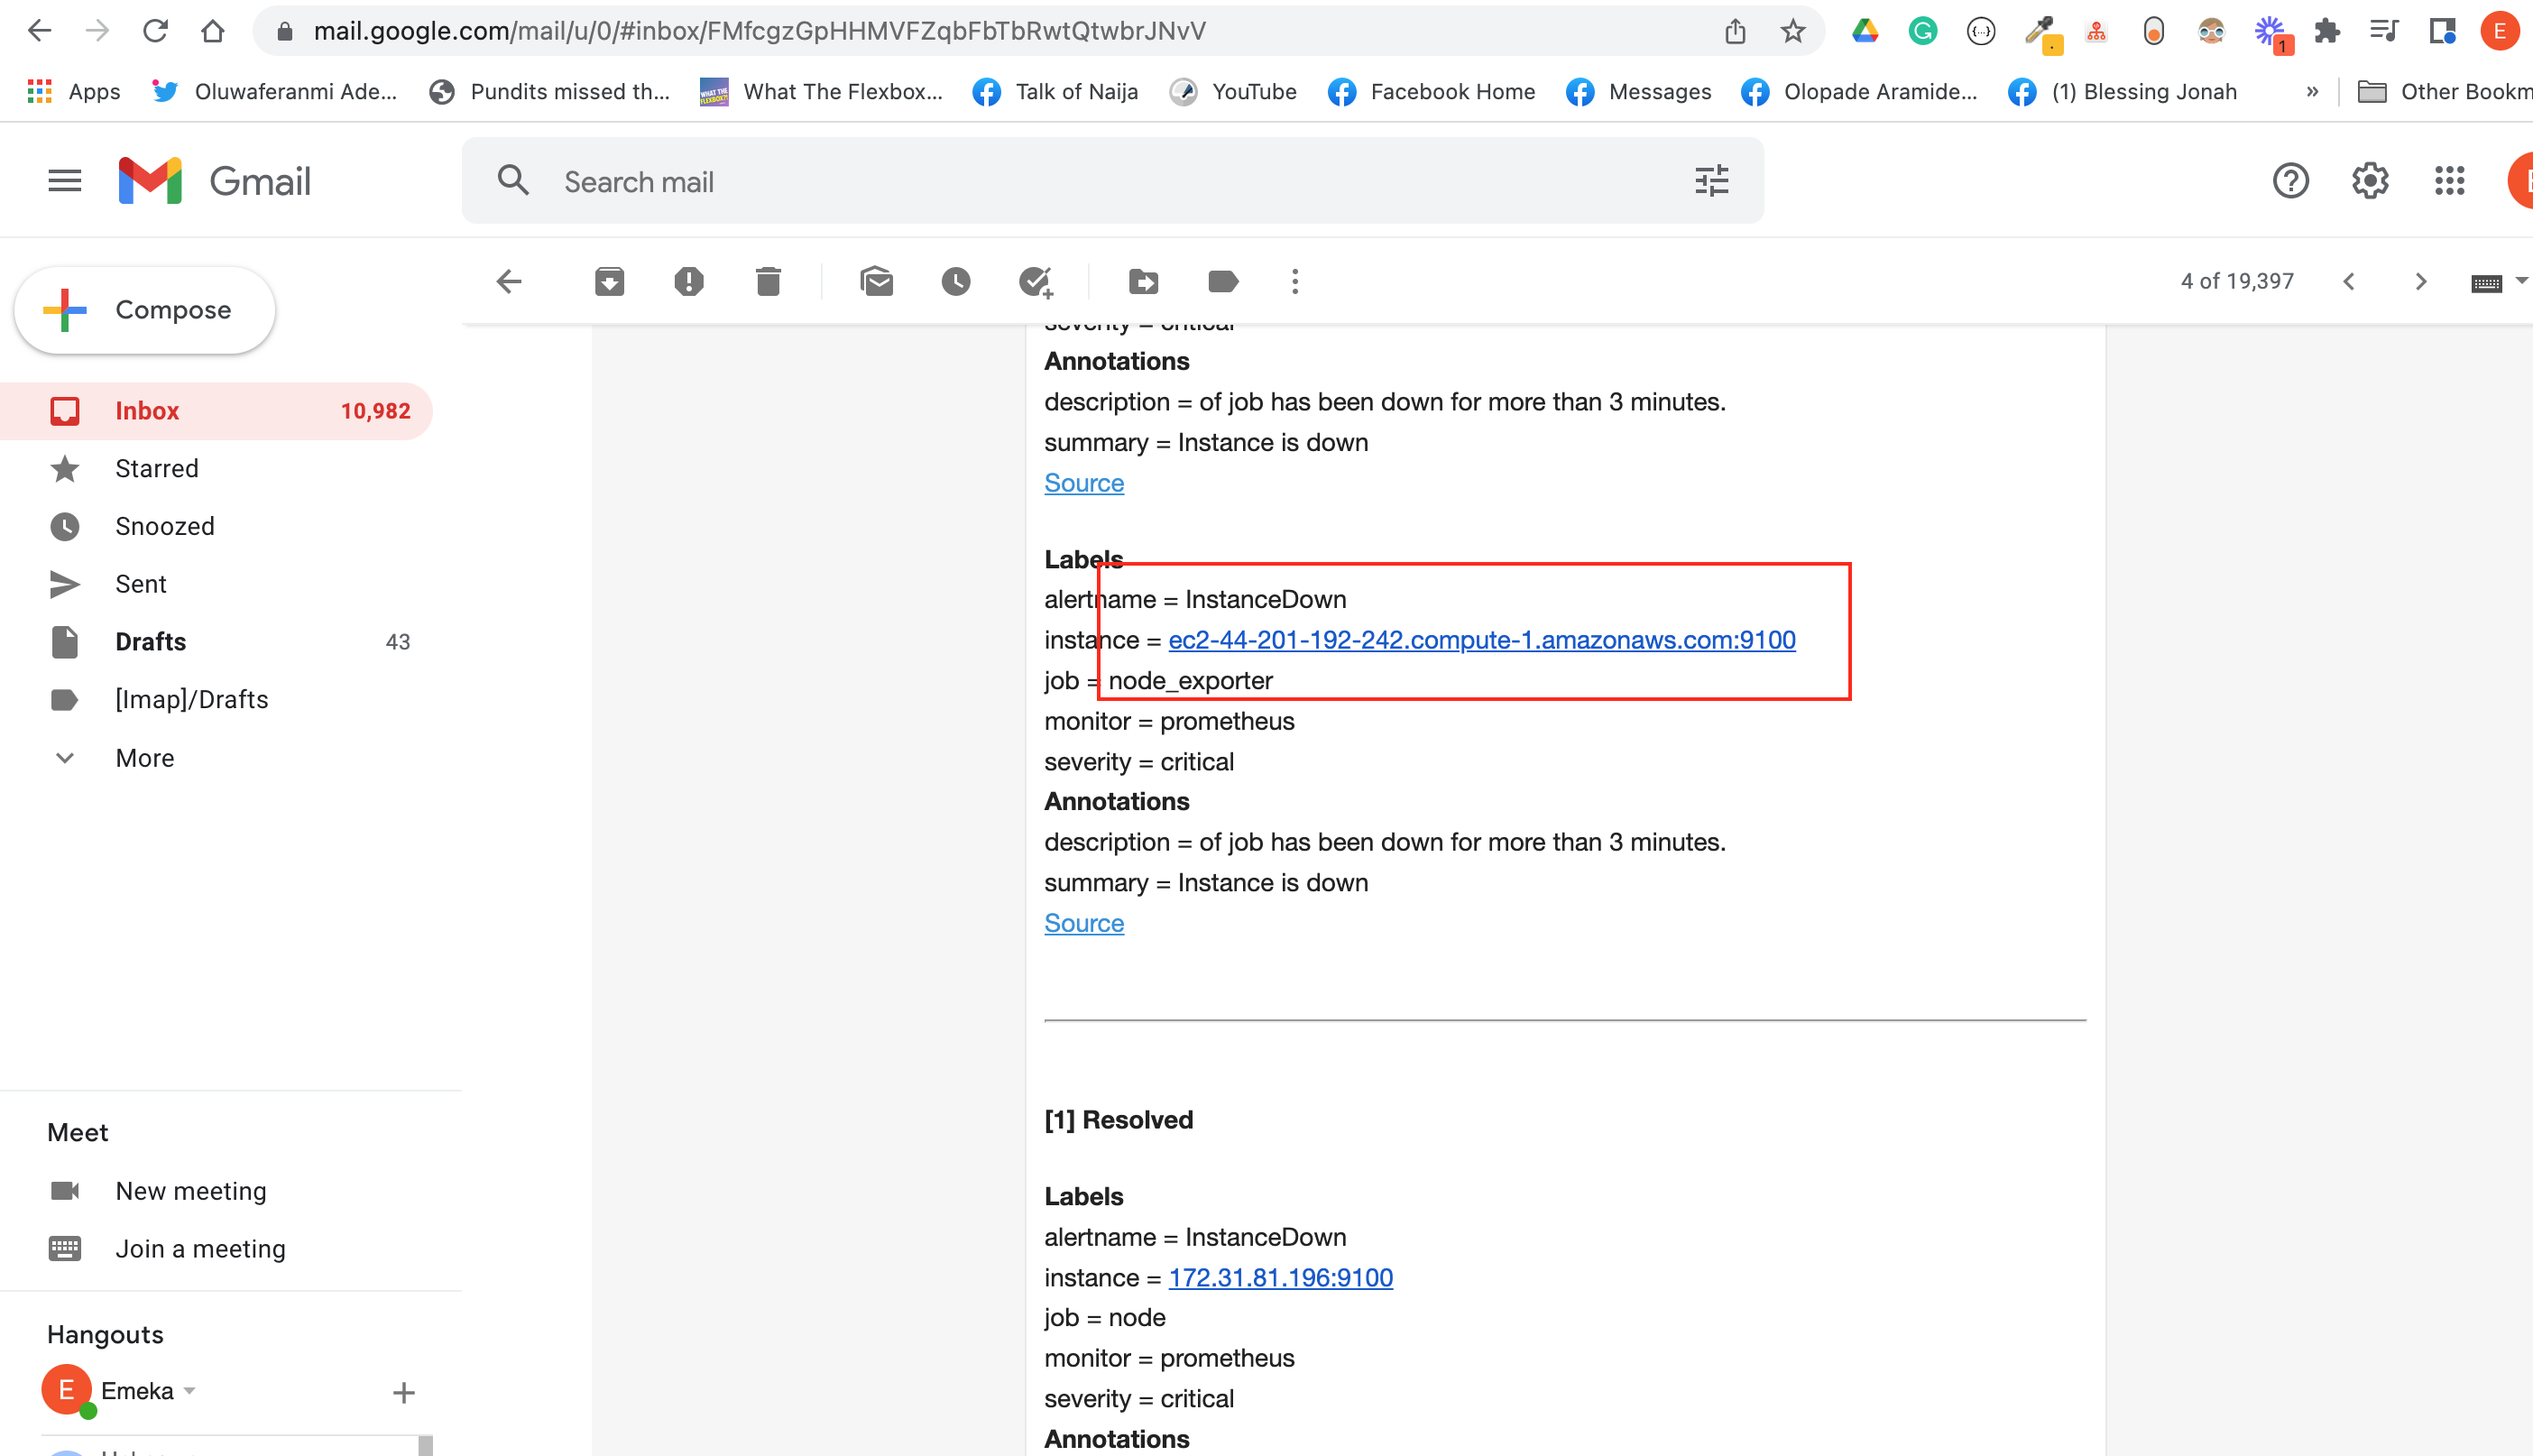 mail.google.com/mail/u/0/#inbox/FMfcgzGpHHMVFZqbFbTbRwtQtwbrJNvV
1
E
Apps
Oluwaferanmi Ade...
Pundits missed th...
WHAT THE FLEXBOX?!
What The Flexbox...
Talk of Naija
YouTube
Facebook Home
Messages
Olopade Aramide...
(1) Blessing Jonah
»
Other Bookm
Gmail
Search mail
Compose
4 of 19,397
Inbox 10,982
Starred
Snoozed
Sent
Drafts 43
[Imap]/Drafts
More
Meet
New meeting
Join a meeting
Hangouts
E
Emeka
severity = critical
Annotations
description = of job has been down for more than 3 minutes.
summary = Instance is down
Source
Labels
alertname = InstanceDown
instance = ec2-44-201-192-242.compute-1.amazonaws.com:9100
job = node_exporter
monitor = prometheus
severity = critical
Annotations
description = of job has been down for more than 3 minutes.
summary = Instance is down
Source
[1] Resolved
Labels
alertname = InstanceDown
instance = 172.31.81.196:9100
job = node
monitor = prometheus
severity = critical
Annotations